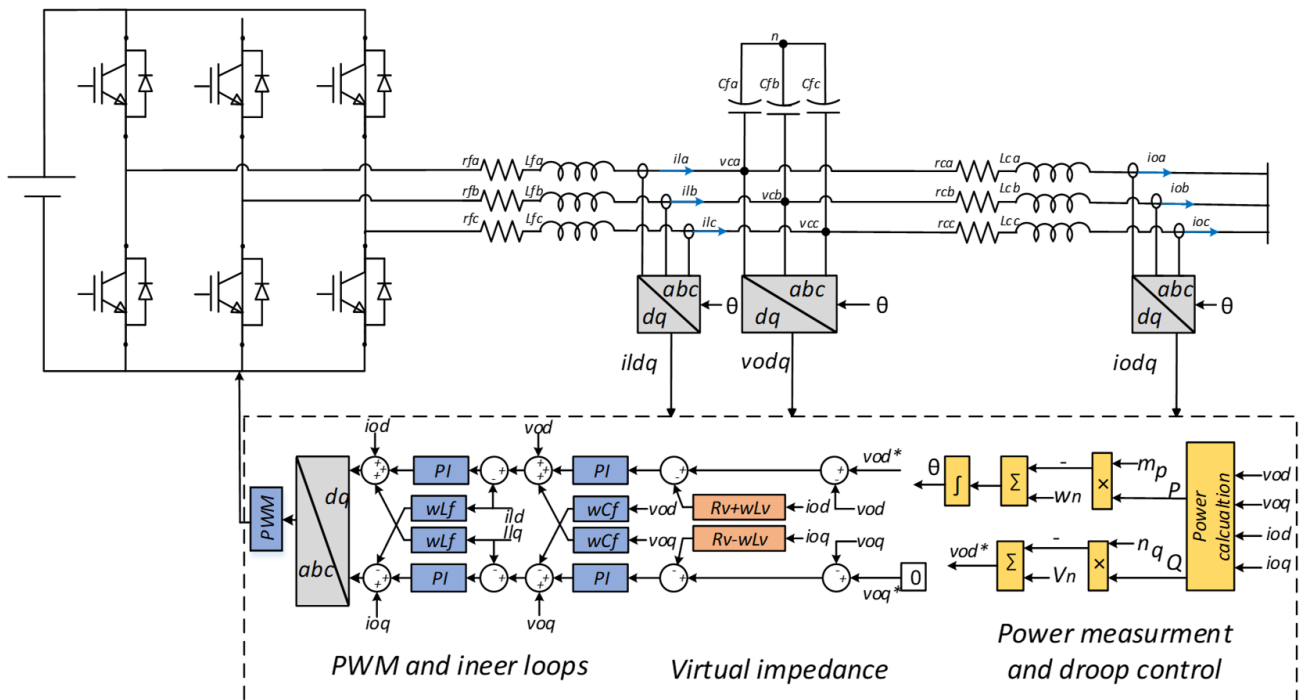 n
Cfa
Cfb
Cfc
rfa
Lfa
ila
vca
rca
Lca
ioa
rfb
Lfb
ilb
vcb
rcb
Lcb
iob
rfc
Lfc
ilc
vcc
rcc
Lcc
ioc
abc
dq
θ
abc
dq
θ
abc
dq
θ
ildq
vodq
iodq
iod
vod
PI
PI
vod*
θ
∫
Σ
-
wn
×
mp
P
Power calcualtion
vod
voq
iod
ioq
dq
abc
PWM
wLf
wLf
ild
Ilq
wCf
vod
wCf
voq
Rv+wLv
iod
Rv-wLv
ioq
vod
voq
PI
PI
0
voq*
vod*
Σ
-
Vn
×
nq
Q
ioq
voq
PWM and ineer loops
Virtual impedance
Power measurment
and droop control